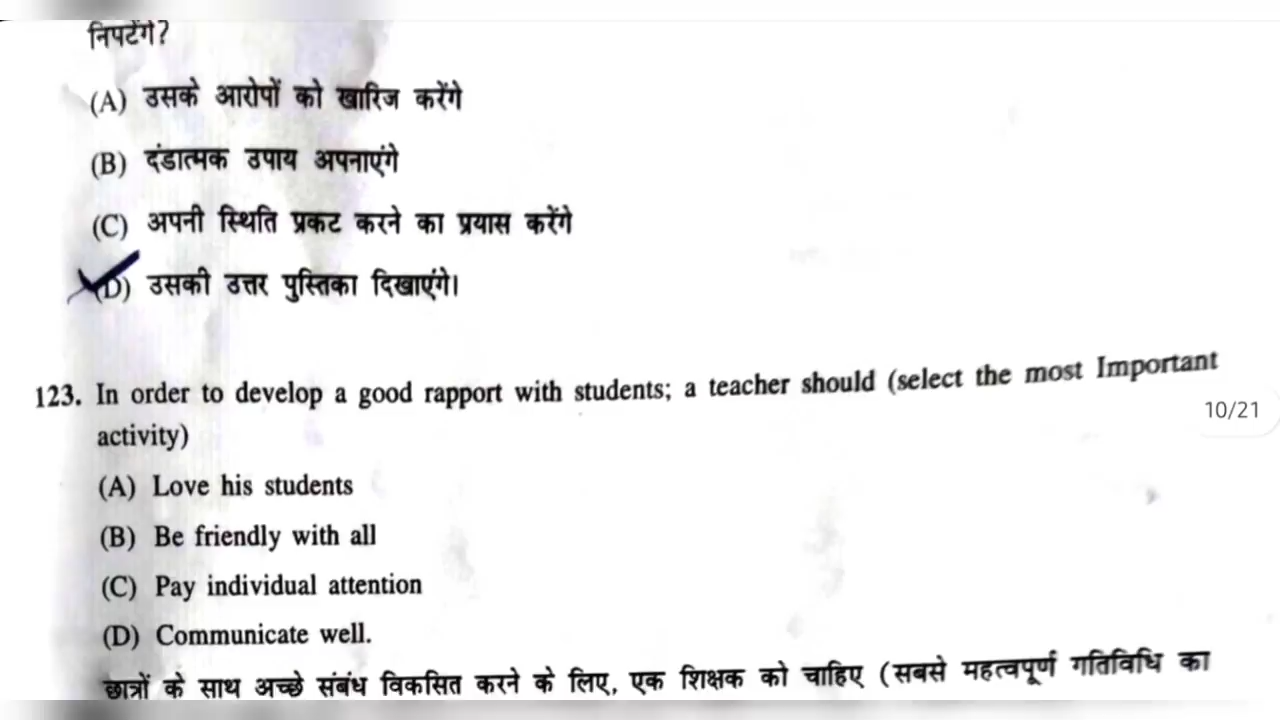 निपटेंगे?
(A) उसके आरोपों को खारिज करेंगे
(B) दंडात्मक उपाय अपनाएंगे
(C) अपनी स्थिति प्रकट करने का प्रयास करेंगे
(D) उसकी उत्तर पुस्तिका दिखाएंगे।
123. In order to develop a good rapport with students; a teacher should (select the most Important
activity)
10/21
(A) Love his students
(B) Be friendly with all
(C) Pay individual attention
(D) Communicate well.
छात्रों के साथ अच्छे संबंध विकसित करने के लिए, एक शिक्षक को चाहिए (सबसे महत्वपूर्ण गतिविधि का